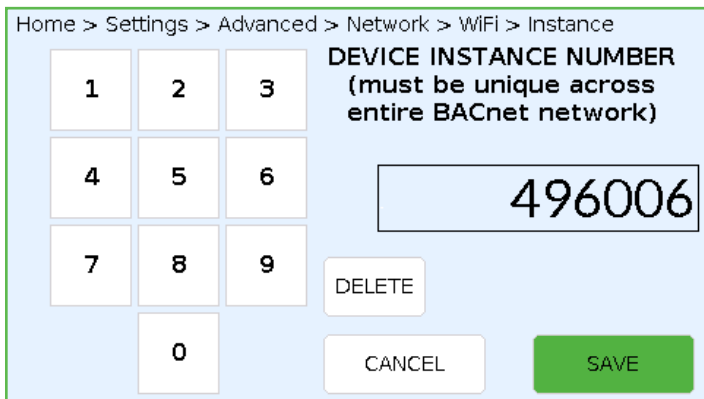 Home > Settings > Advanced > Network > WiFi > Instance
DEVICE INSTANCE NUMBER
(must be unique across
entire BACnet network)
1 2 3
4 5 6
496006
7 8 9
DELETE
0
CANCEL
SAVE